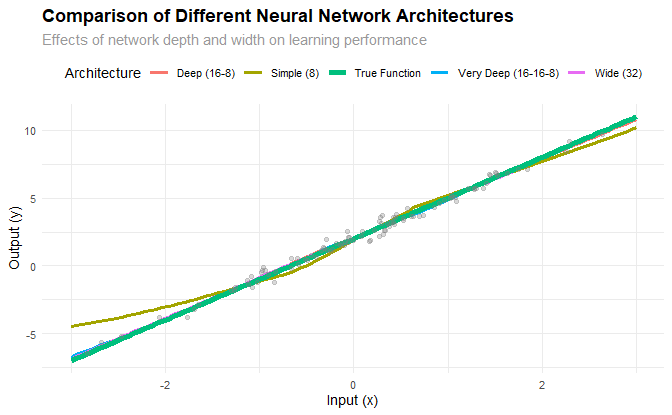 Comparison of Different Neural Network Architectures
Effects of network depth and width on learning performance
Architecture Deep (16-8) Simple (8) True Function Very Deep (16-16-8) Wide (32)
10
5
0
-5
Output (y)
-2 0 2
Input (x)